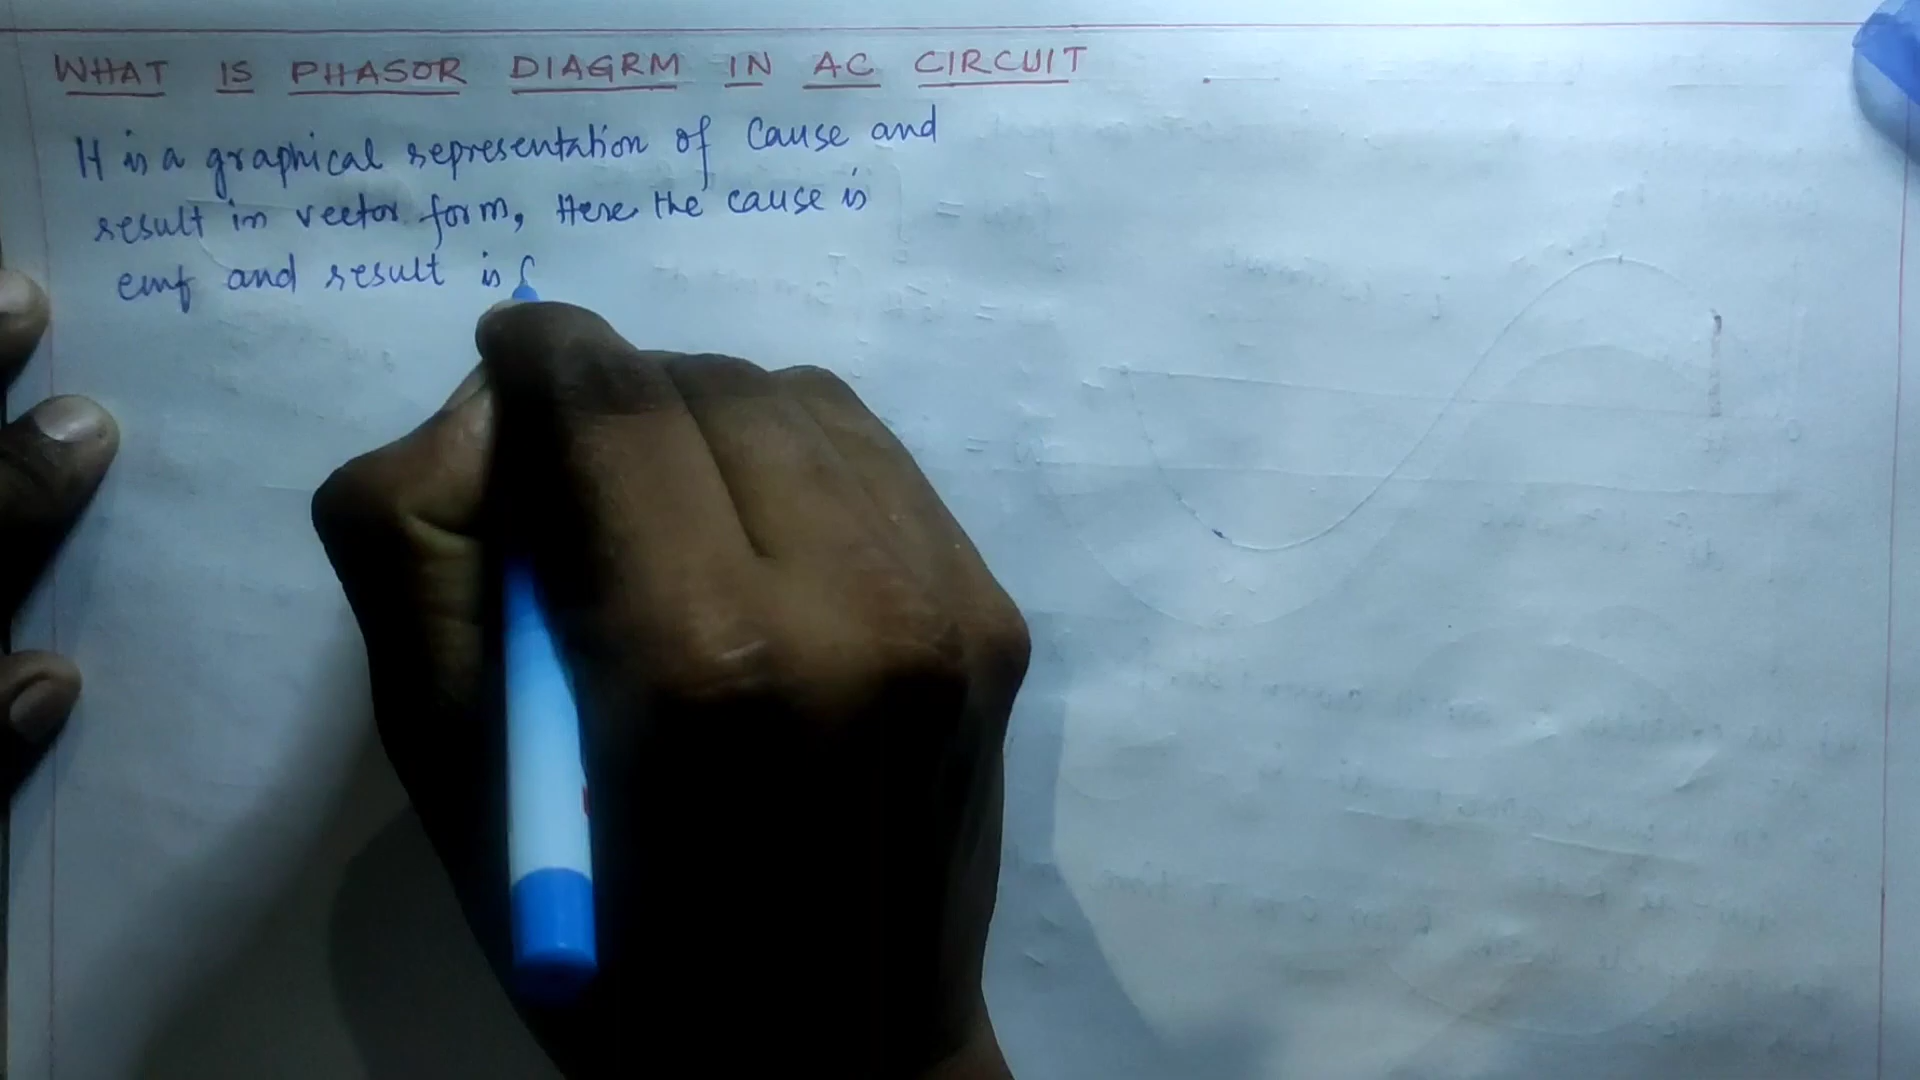 WHAT IS PHASOR DIAGRM IN AC CIRCUIT
It is a graphical representation of Cause and
result in vector form, Here the cause is
emf and result is